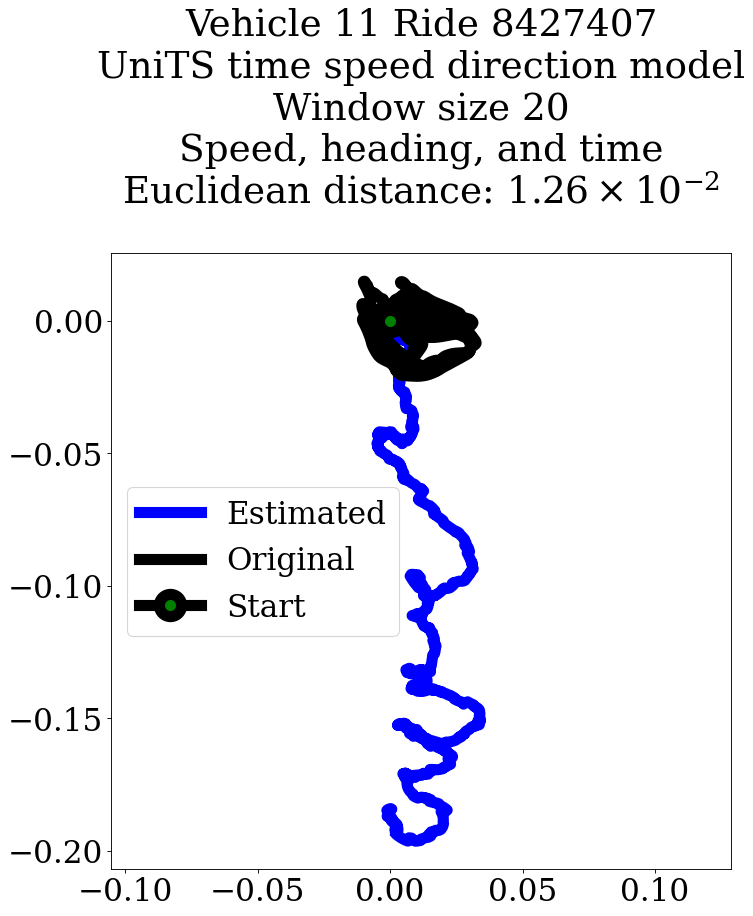 Vehicle 11 Ride 8427407
UniTS time speed direction model
Window size 20
Speed, heading, and time
Euclidean distance: 1.26 × 10⁻²
0.00
−0.05
−0.10
−0.15
−0.20
Estimated
Original
Start
−0.10 −0.05 0.00 0.05 0.10